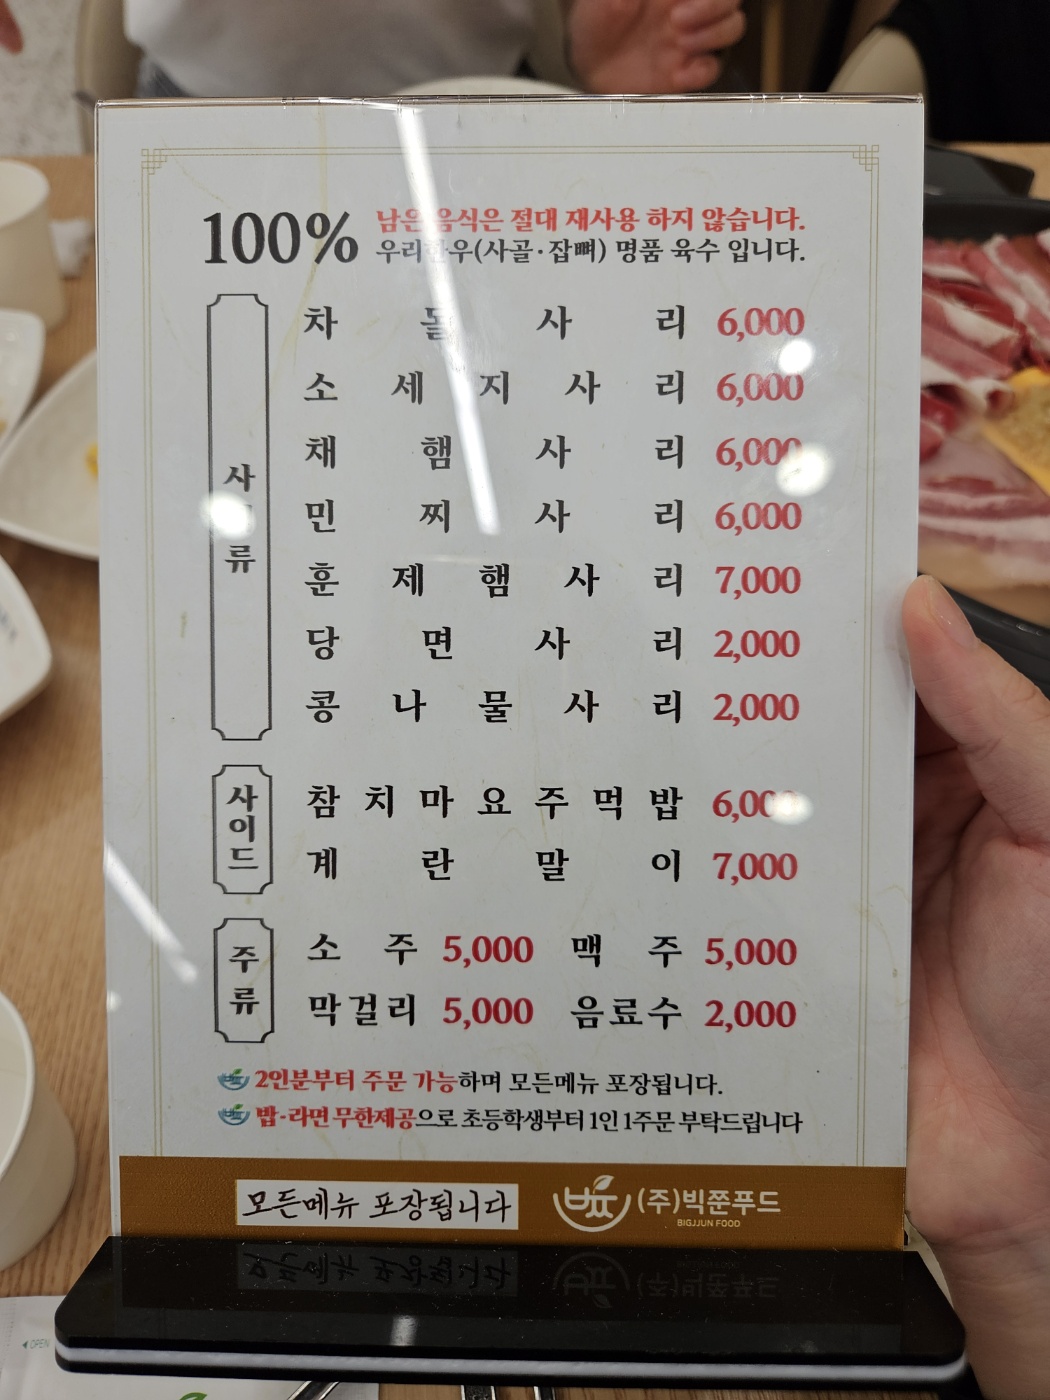 100% 남은 음식은 절대 재사용 하지 않습니다.
우리한우(사골·잡뼈) 명품 육수 입니다.
사리류
차돌사리 6,000
소세지사리 6,000
채햄사리 6,000
민찌사리 6,000
훈제햄사리 7,000
당면사리 2,000
콩나물사리 2,000
사이드
참치마요주먹밥 6,000
계란말이 7,000
주류
소주 5,000 맥주 5,000
막걸리 5,000 음료수 2,000
2인분부터 주문 가능하며 모든메뉴 포장됩니다.
밥·라면 무한제공으로 초등학생부터 1인 1주문 부탁드립니다
모든메뉴 포장됩니다
(주)빅쭌푸드
BIGJJUN FOOD
◀OPEN